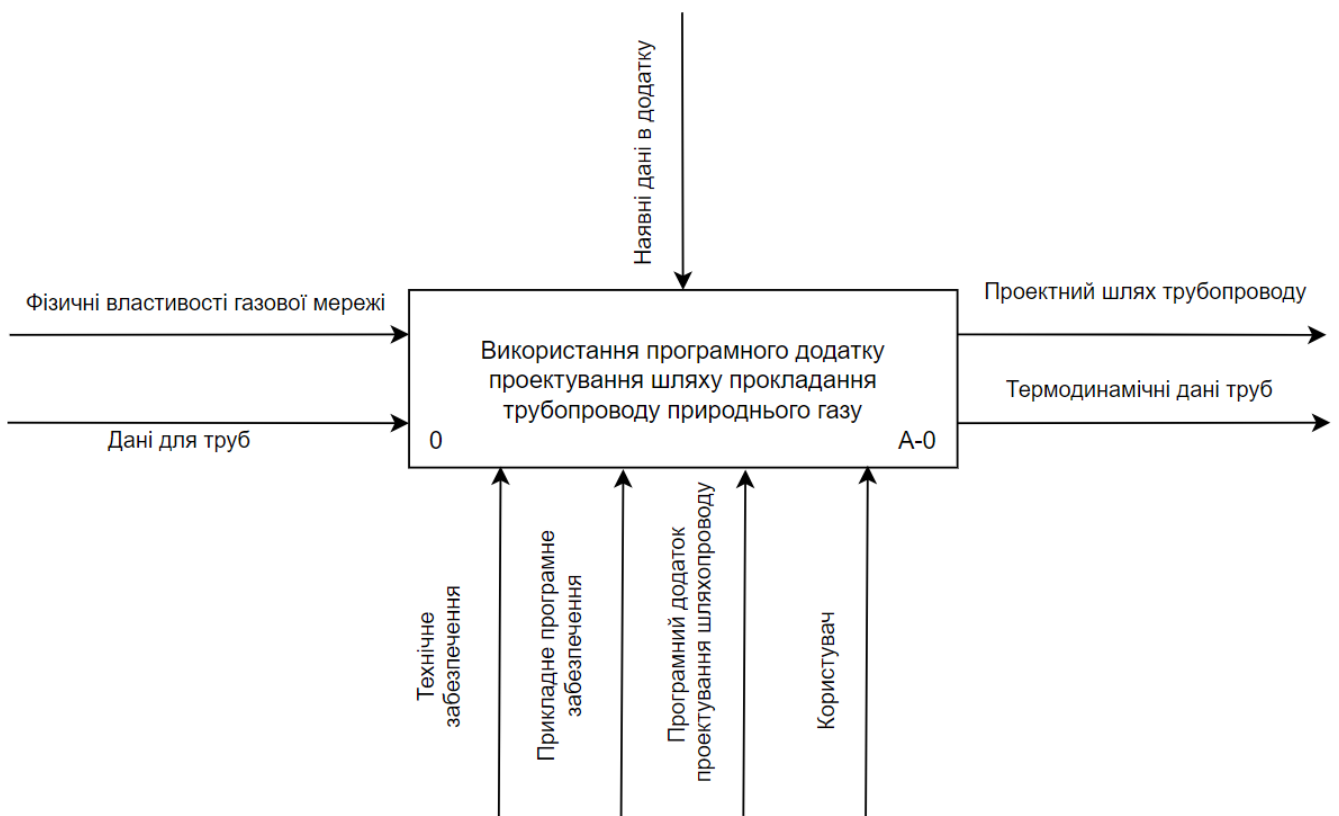 Наявні дані в додатку
Фізичні властивості газової мережі
Дані для труб
Використання програмного додатку
проектування шляху прокладання
трубопроводу природнього газу
0
А-0
Проектний шлях трубопроводу
Термодинамічні дані труб
Технічне
забезпечення
Прикладне програмне
забезпечення
Програмний додаток
проектування шляхопроводу
Користувач